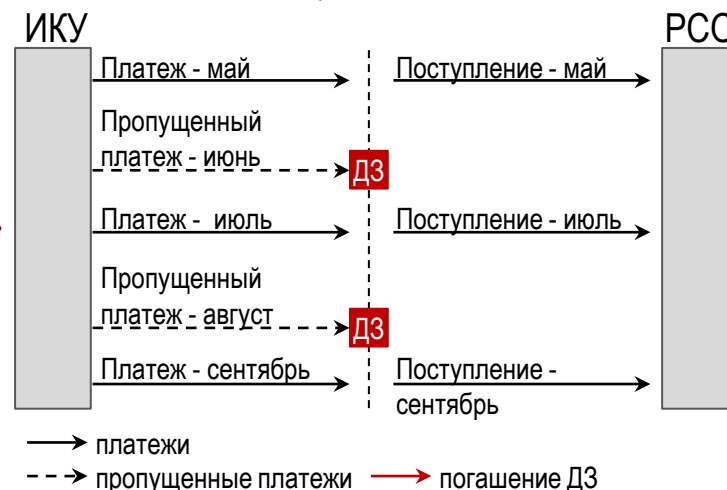 ИКУ
РСО
Платеж - май
Поступление - май
Пропущенный
платеж - июнь
ДЗ
Платеж - июль
Поступление - июль
Пропущенный
платеж - август
ДЗ
Платеж - сентябрь
Поступление -
сентябрь
платежи
пропущенные платежи
погашение ДЗ